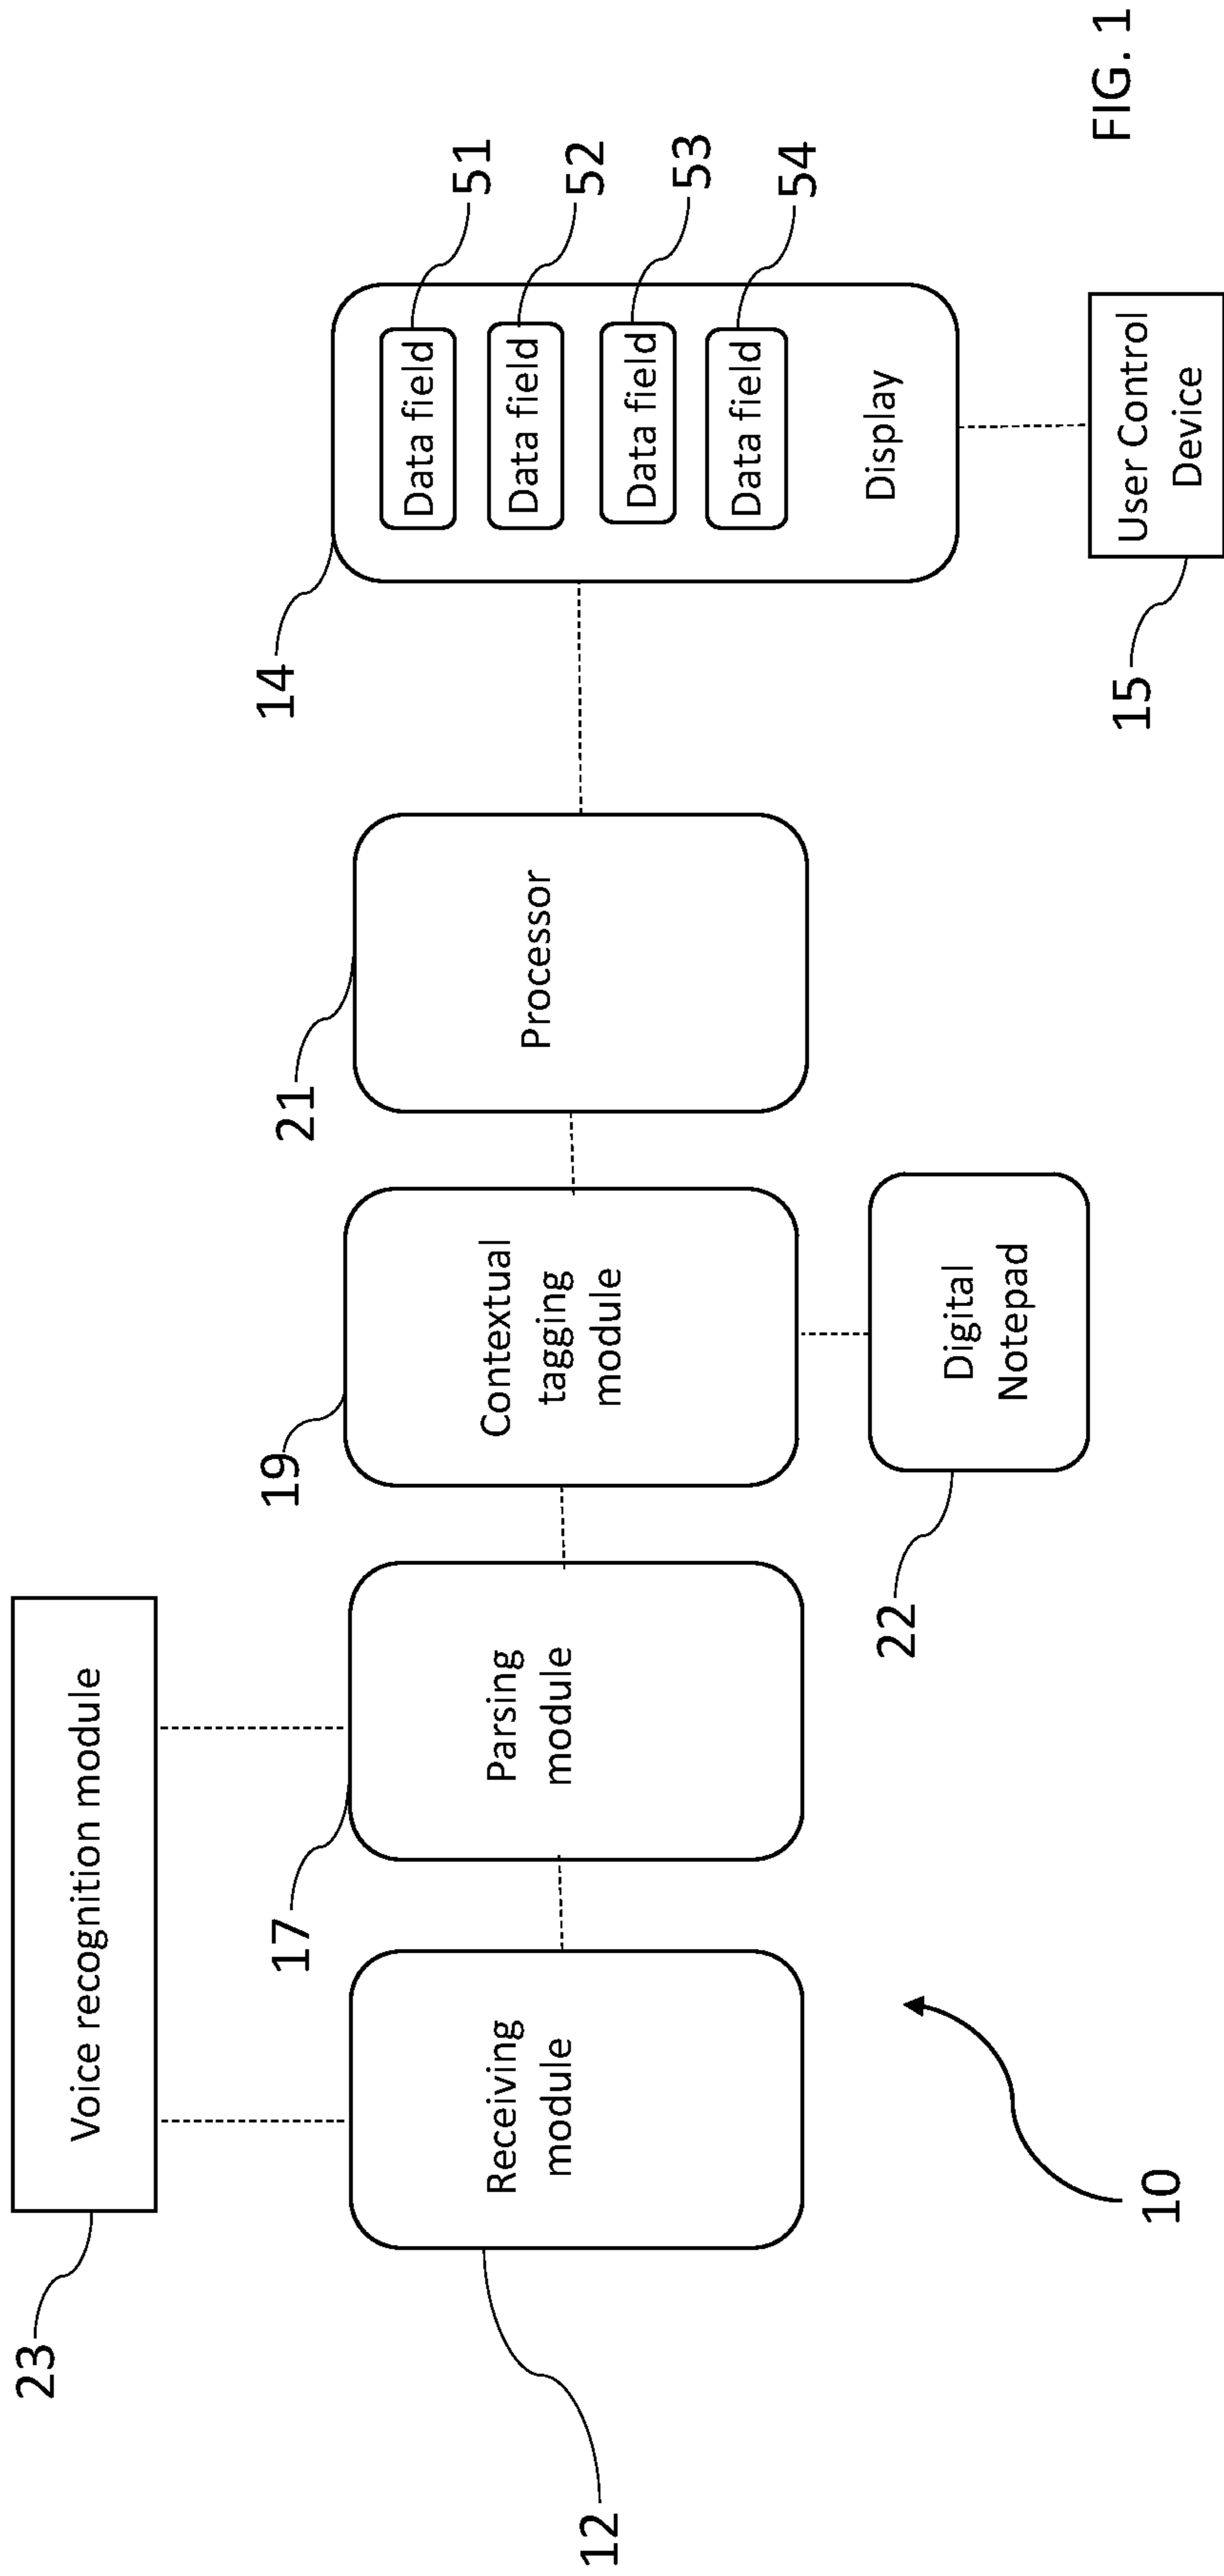 23
Voice recognition module
12
Receiving
module
17
Parsing
module
19
Contextual
tagging
module
22
Digital
Notepad
21
Processor
14
Data field
51
Data field
52
Data field
53
Data field
54
Display
15
User Control
Device
10
FIG. 1